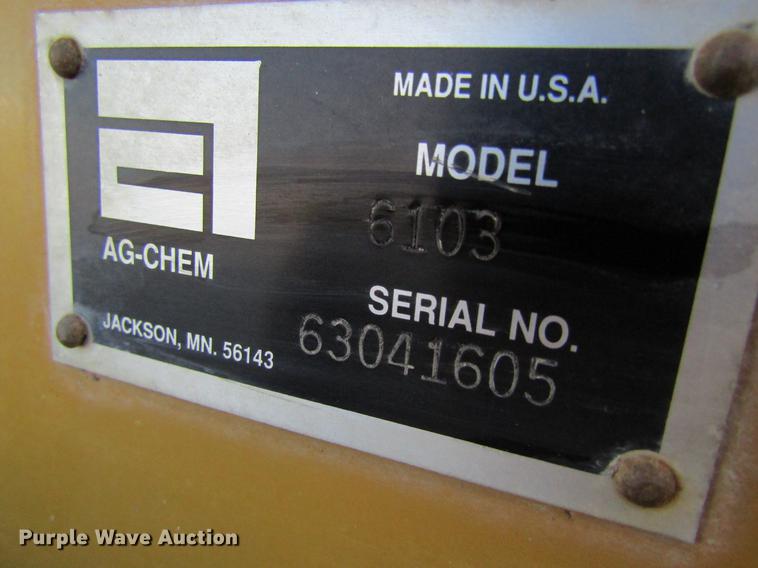 MADE IN U.S.A.
MODEL
6103
AG-CHEM
SERIAL NO.
63041605
JACKSON, MN. 56143
Purple Wave Auction